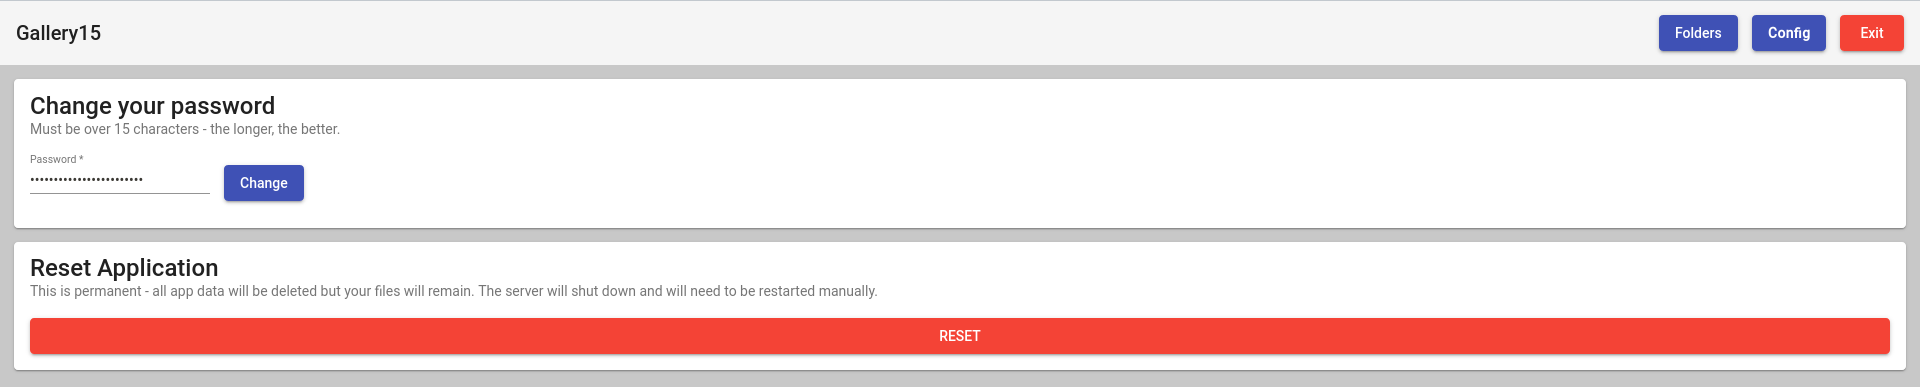 Gallery15
Folders
Config
Exit
Change your password
Must be over 15 characters - the longer, the better.
Password *
••••••••••••••••••••••••
Change
Reset Application
This is permanent - all app data will be deleted but your files will remain. The server will shut down and will need to be restarted manually.
RESET